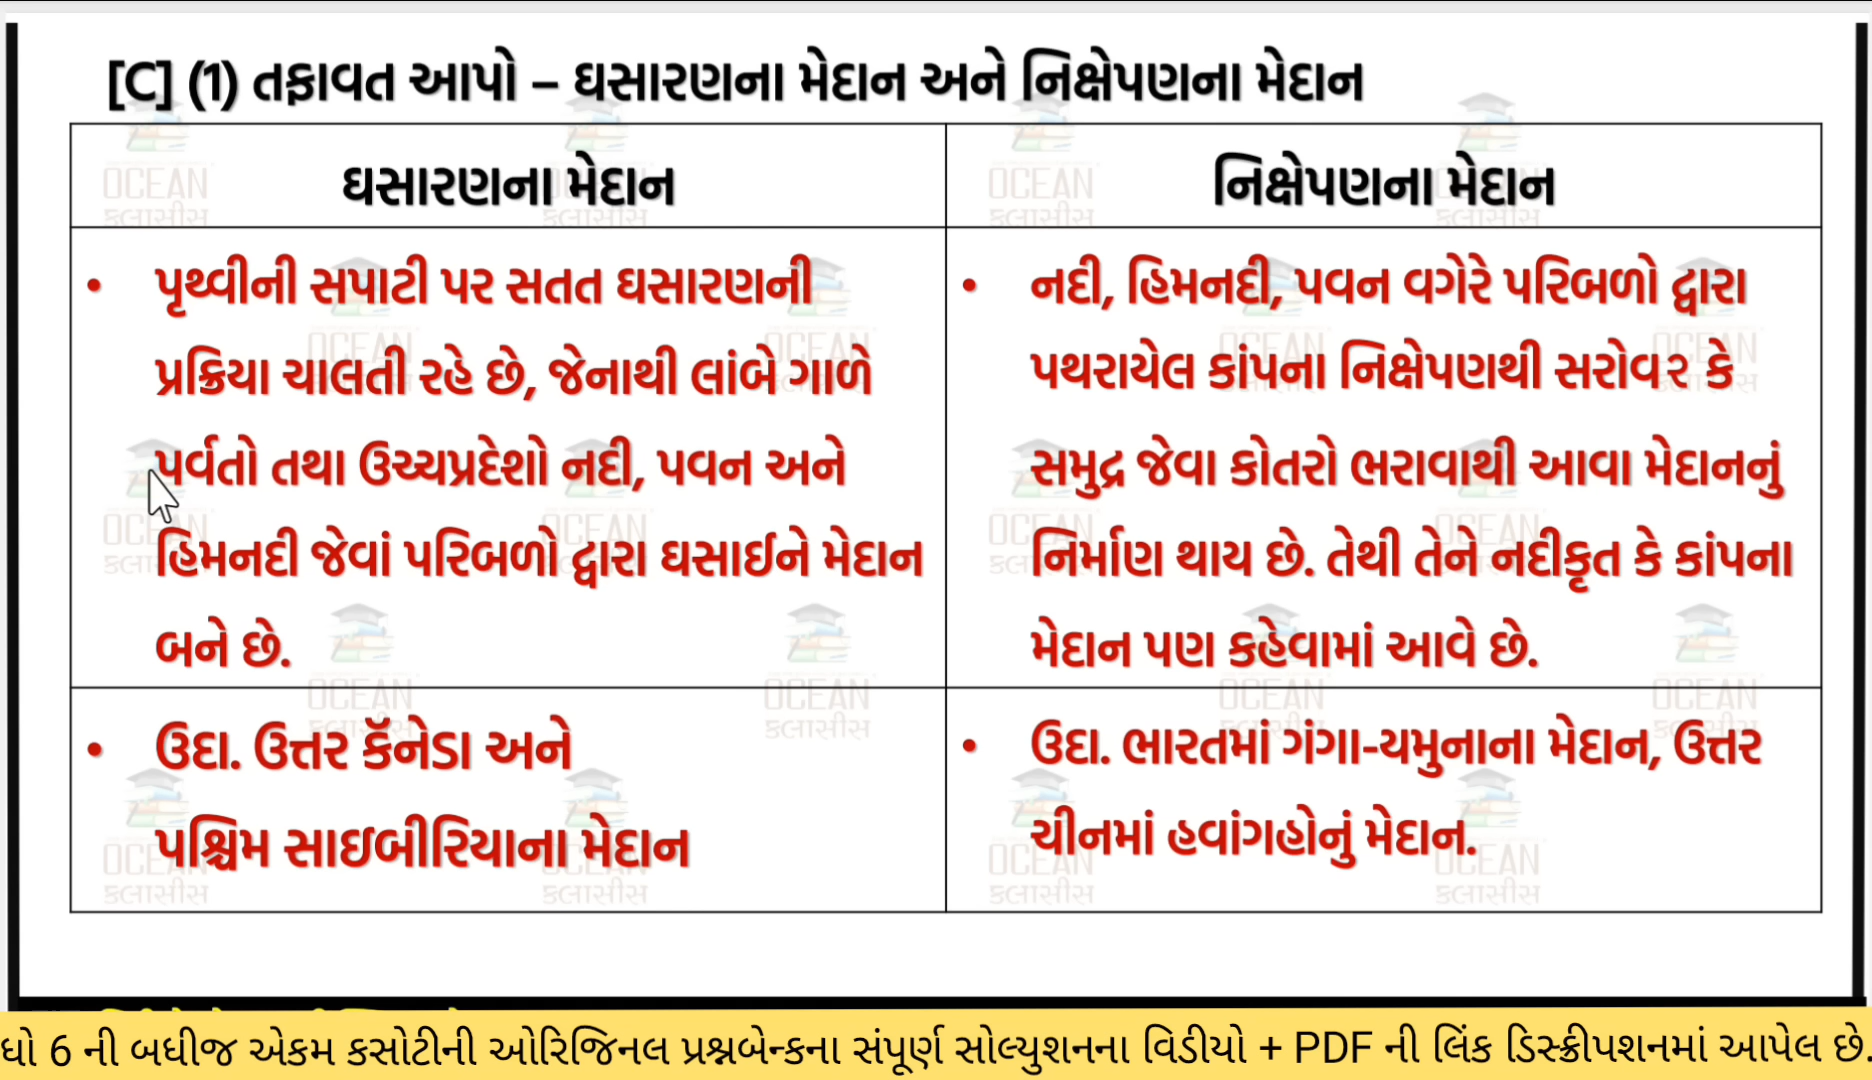 [C] (1) તફાવત આપો – ઘસારણના મેદાન અને નિક્ષેપણના મેદાન
ઘસારણના મેદાન
નિક્ષેપણના મેદાન
• પૃથ્વીની સપાટી પર સતત ઘસારણની
પ્રક્રિયા ચાલતી રહે છે, જેનાથી લાંબે ગાળે
પર્વતો તથા ઉચ્ચપ્રદેશો નદી, પવન અને
હિમનદી જેવાં પરિબળો દ્વારા ઘસાઈને મેદાન
બને છે.
• નદી, હિમનદી, પવન વગેરે પરિબળો દ્વારા
પથરાયેલ કાંપના નિક્ષેપણથી સરોવર કે
સમુદ્ર જેવા કોતરો ભરાવાથી આવા મેદાનનું
નિર્માણ થાય છે. તેથી તેને નદીકૃત કે કાંપના
મેદાન પણ કહેવામાં આવે છે.
• ઉદા. ઉત્તર કૅનેડા અને
પશ્ચિમ સાઇબીરિયાના મેદાન
• ઉદા. ભારતમાં ગંગા-યમુનાના મેદાન, ઉત્તર
ચીનમાં હવાંગહોનું મેદાન.
OCEAN
ક્લાસીસ
ધો 6 ની બધીજ એકમ કસોટીની ઓરિજિનલ પ્રશ્નબેન્કના સંપૂર્ણ સોલ્યુશનના વિડીયો + PDF ની લિંક ડિસ્ક્રીપશનમાં આપેલ છે.